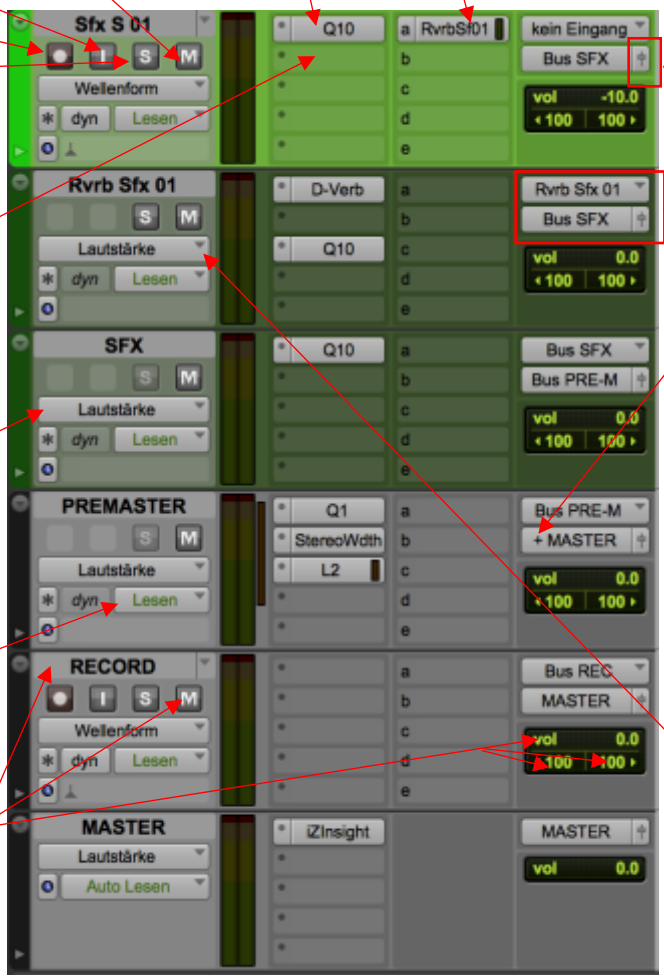 Sfx S 01
I S M
Wellenform
* dyn Lesen
Q10
a RvrbSf01
b
c
d
e
kein Eingang
Bus SFX
vol -10.0
100 100
Rvrb Sfx 01
S M
Lautstärke
* dyn Lesen
D-Verb
Q10
a
b
c
d
e
Rvrb Sfx 01
Bus SFX
vol 0.0
100 100
SFX
S M
Lautstärke
* dyn Lesen
Q10
a
b
c
d
e
Bus SFX
Bus PRE-M
vol 0.0
100 100
PREMASTER
S M
Lautstärke
* dyn Lesen
Q1
StereoWdth
L2
a
b
c
d
e
Bus PRE-M
+ MASTER
vol 0.0
100 100
RECORD
I S M
Wellenform
* dyn Lesen
a
b
c
d
e
Bus REC
MASTER
vol 0.0
100 100
MASTER
Lautstärke
Auto Lesen
iZInsight
MASTER
vol 0.0